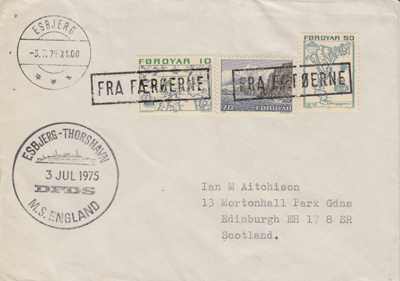 ESBJERG
-3.7.75 21.00
FØROYAR 10
FØROYAR 50
FRA FÆRØERNE
FRA FÆRØERNE
70 FØROYAR
ESBJERG-THORSHAVN
3 JUL 1975
DFDS
M.S. ENGLAND
Ian M Aitchison
13 Mortonhall Park Gdns
Edinburgh EH 17 8 SR
Scotland.